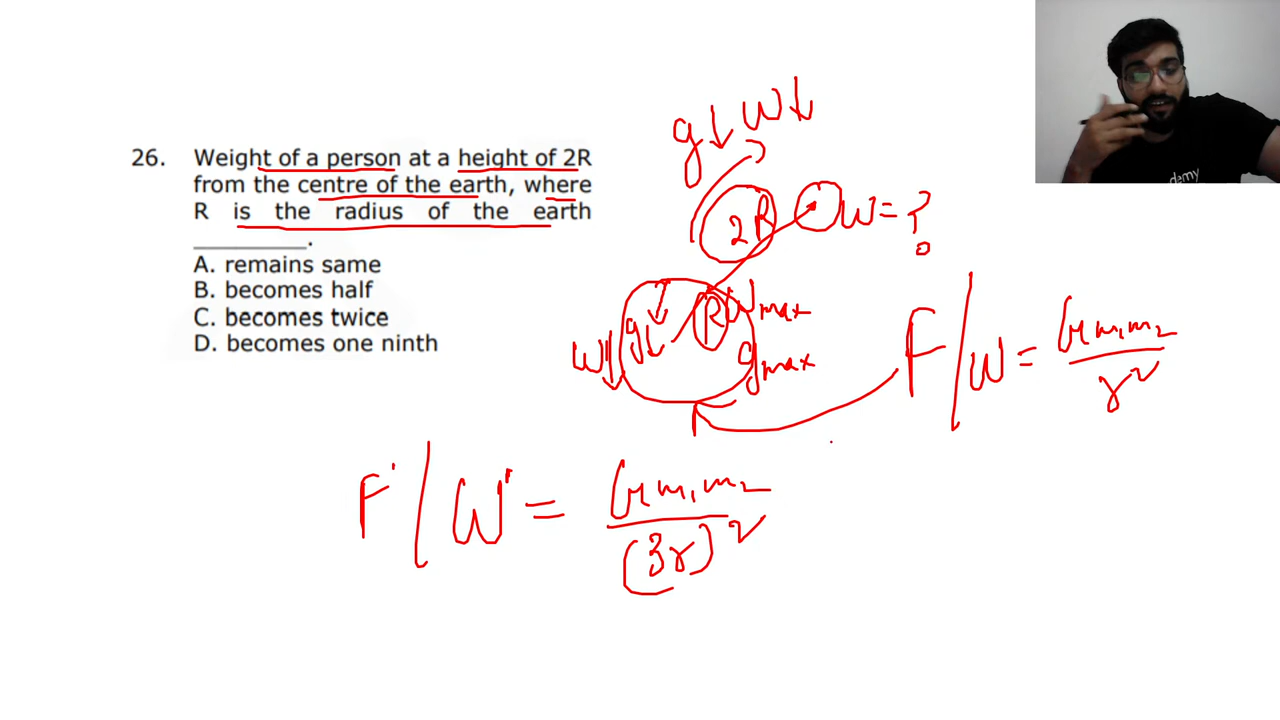 26. Weight of a person at a height of 2R
from the centre of the earth, where
R is the radius of the earth
__________.
A. remains same
B. becomes half
C. becomes twice
D. becomes one ninth
g↓ W↓
2R W=?
R Wmax
W↓ g↓ gmax
F/W = Gm₁m₂/r²
F'/W' = Gm₁m₂/(3r)²
demy